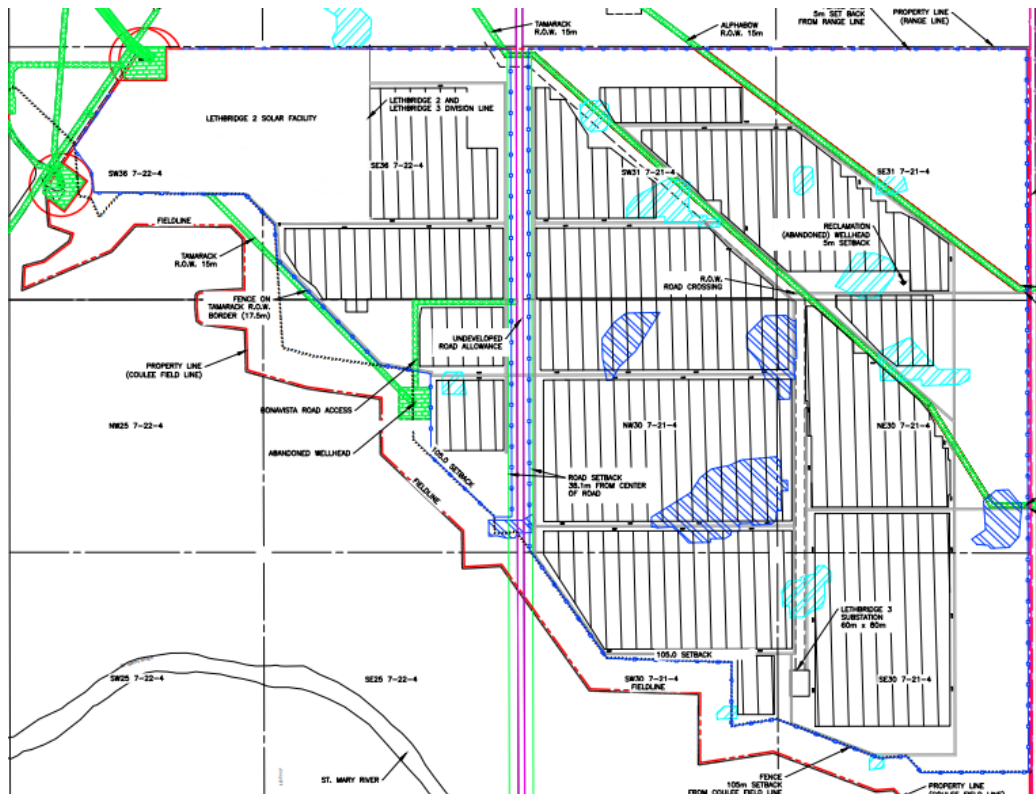 5m SET BACK
FROM RANGE LINE
PROPERTY LINE
(RANGE LINE)
TAMARACK
R.O.W. 15m
ALPHABOW
R.O.W. 15m
LETHBRIDGE 2 AND
LETHBRIDGE 3 DIVISION LINE
LETHBRIDGE 2 SOLAR FACILITY
SW36 7-22-4
SE36 7-22-4
SW31 7-21-4
SE31 7-21-4
FIELDLINE
RECLAMATION
(ABANDONED) WELLHEAD
5m SETBACK
TAMARACK
R.O.W. 15m
R.O.W.
ROAD CROSSING
FENCE ON
TAMARACK R.O.W.
BORDER (17.5m)
UNDEVELOPED
ROAD ALLOWANCE
PROPERTY LINE
(COULEE FIELD LINE)
BONAVISTA ROAD ACCESS
NW25 7-22-4
NW30 7-21-4
NE30 7-21-4
ABANDONED WELLHEAD
105.0 SETBACK
FIELDLINE
ROAD SETBACK
38.1m FROM CENTER
OF ROAD
LETHBRIDGE 3
SUBSTATION
60m x 80m
105.0 SETBACK
SW25 7-22-4
SE25 7-22-4
SW30 7-21-4
FIELDLINE
SE30 7-21-4
ST. MARY RIVER
FENCE
105m SETBACK
FROM COULEE FIELD LINE
PROPERTY LINE
(COULEE FIELD LINE)